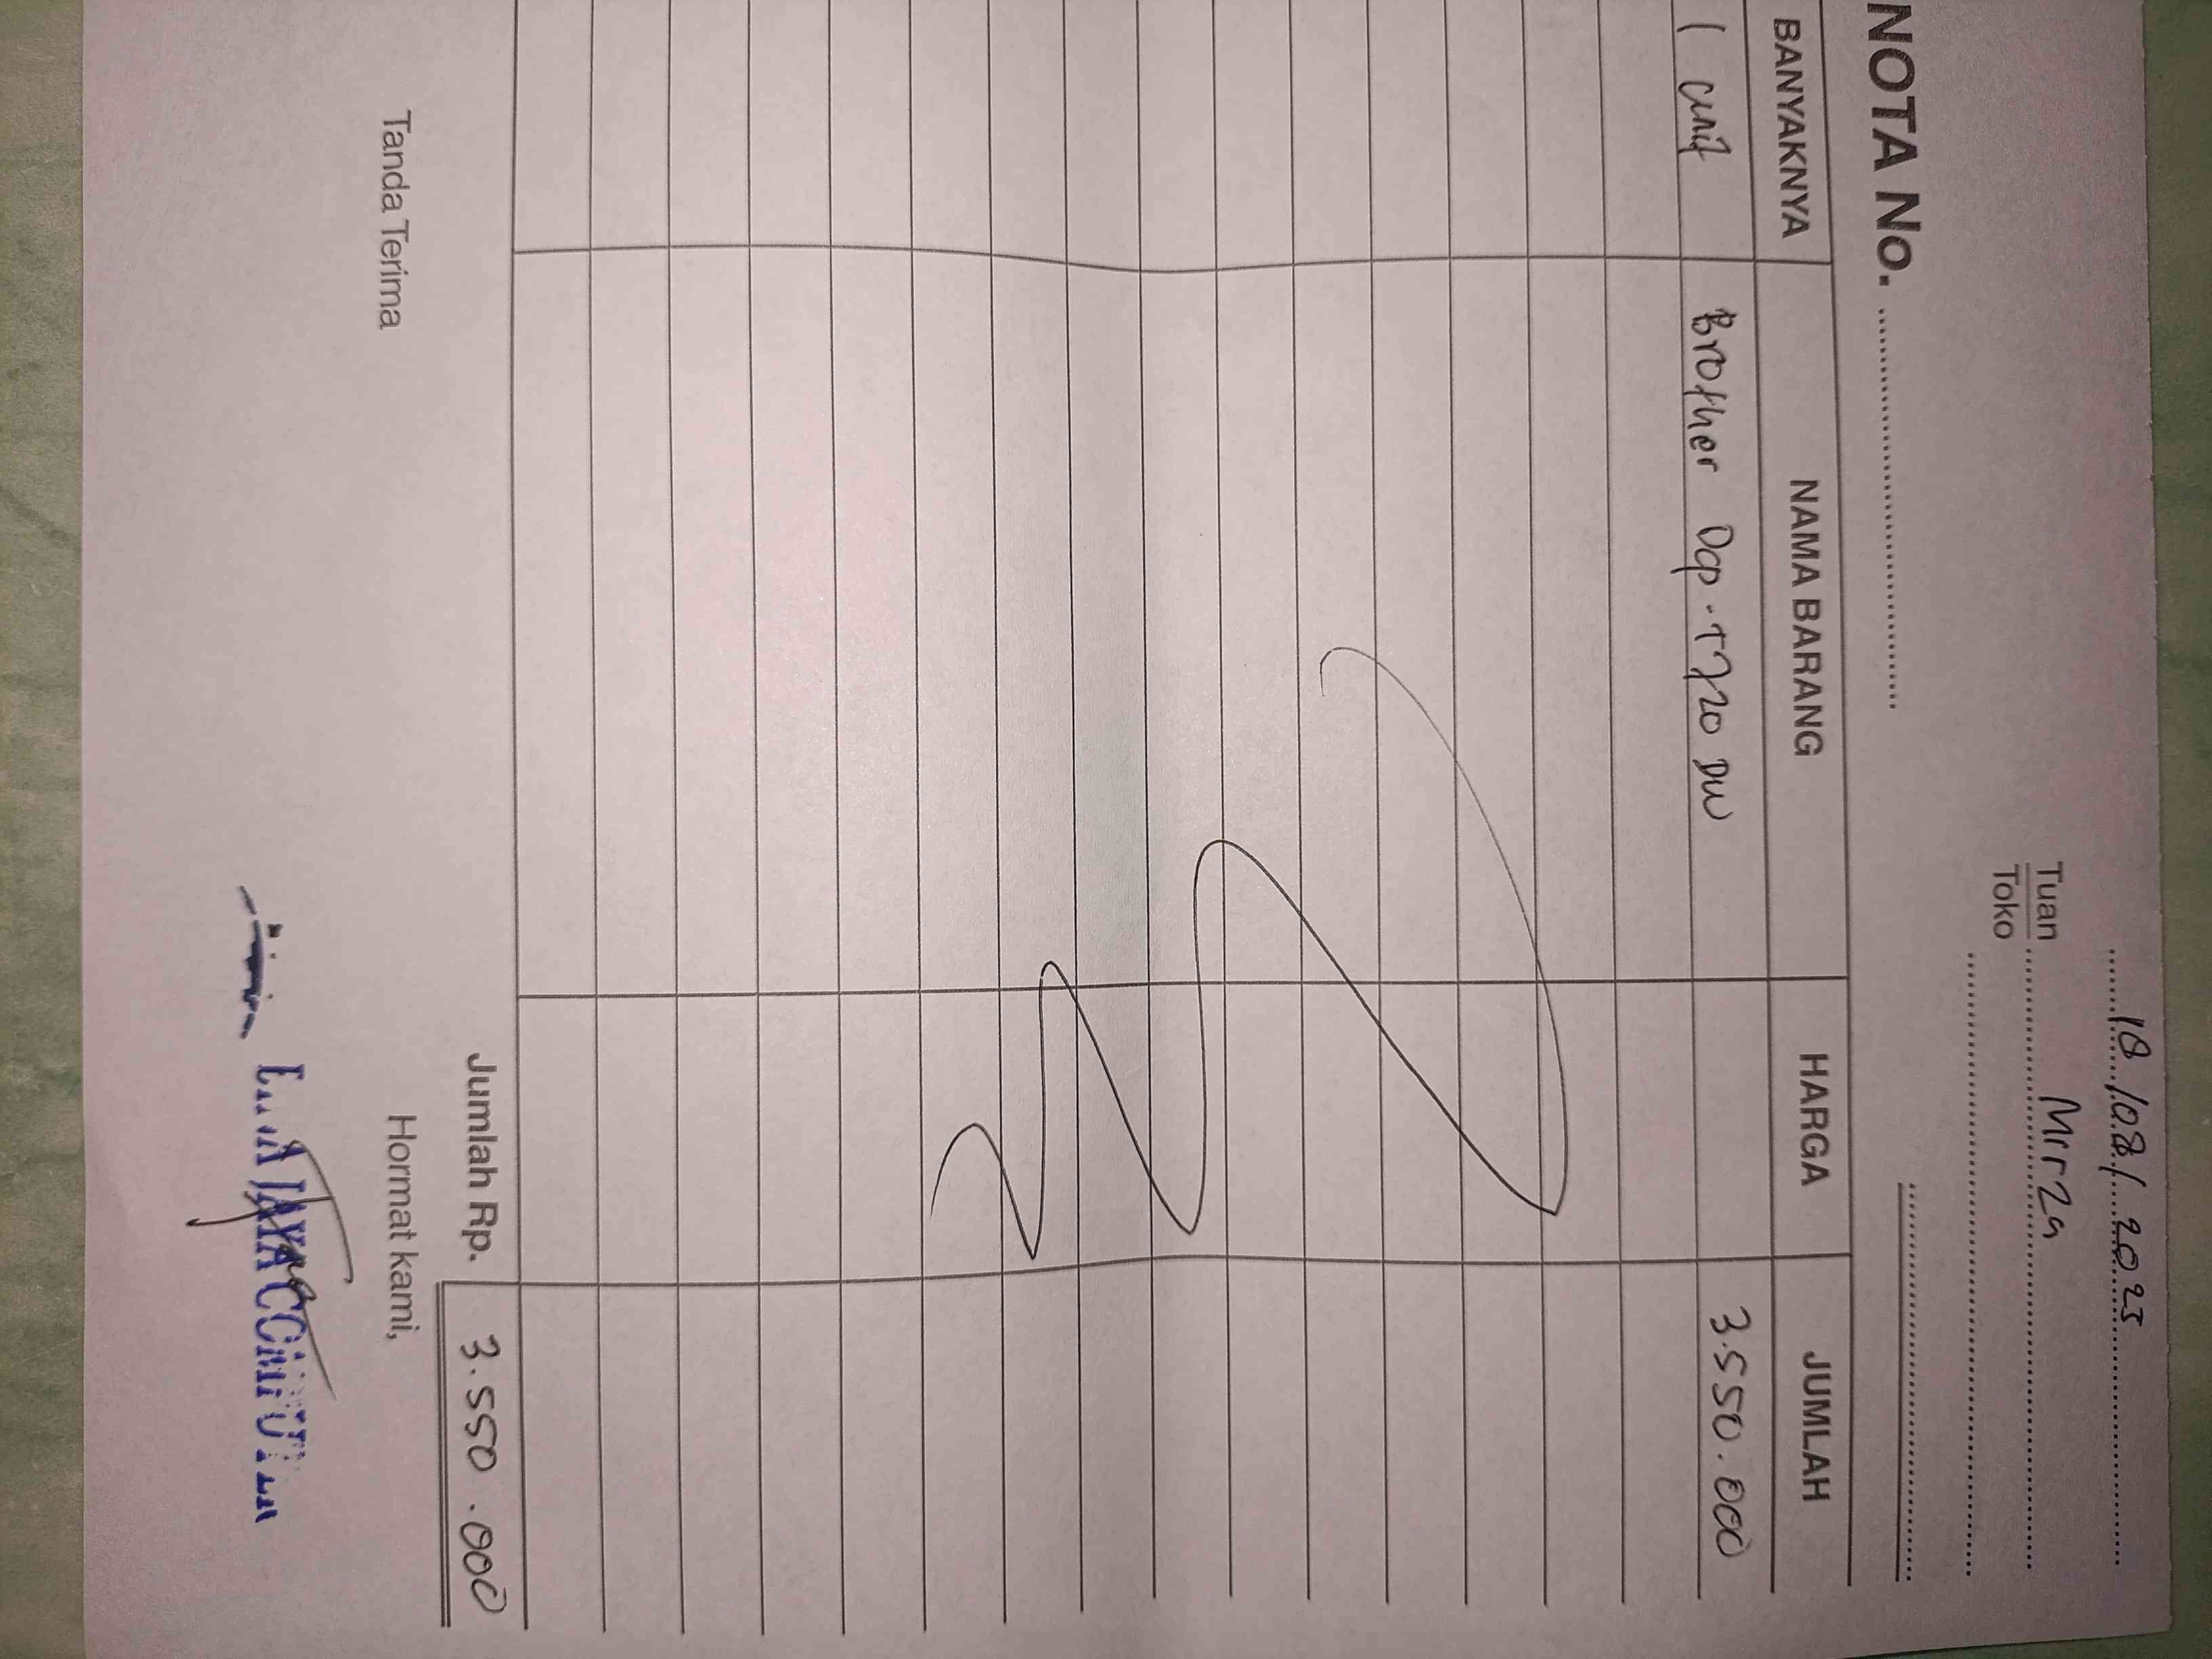 10/08/2023
Tuan Mirza
Toko
NOTA No.
BANYAKNYA NAMA BARANG HARGA JUMLAH
1 unit Brother Dcp-T720 DW 3.550.000
Jumlah Rp. 3.550.000
Tanda Terima Hormat kami,